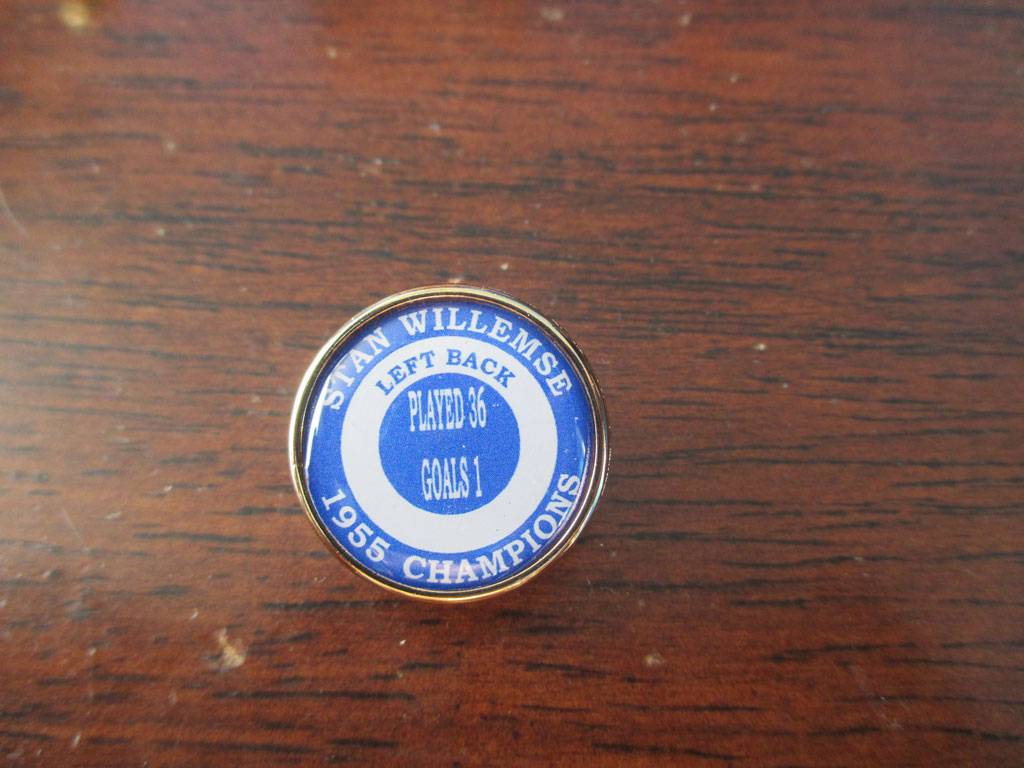 STAN WILLEMSE
LEFT BACK
PLAYED 36
GOALS 1
1955 CHAMPIONS